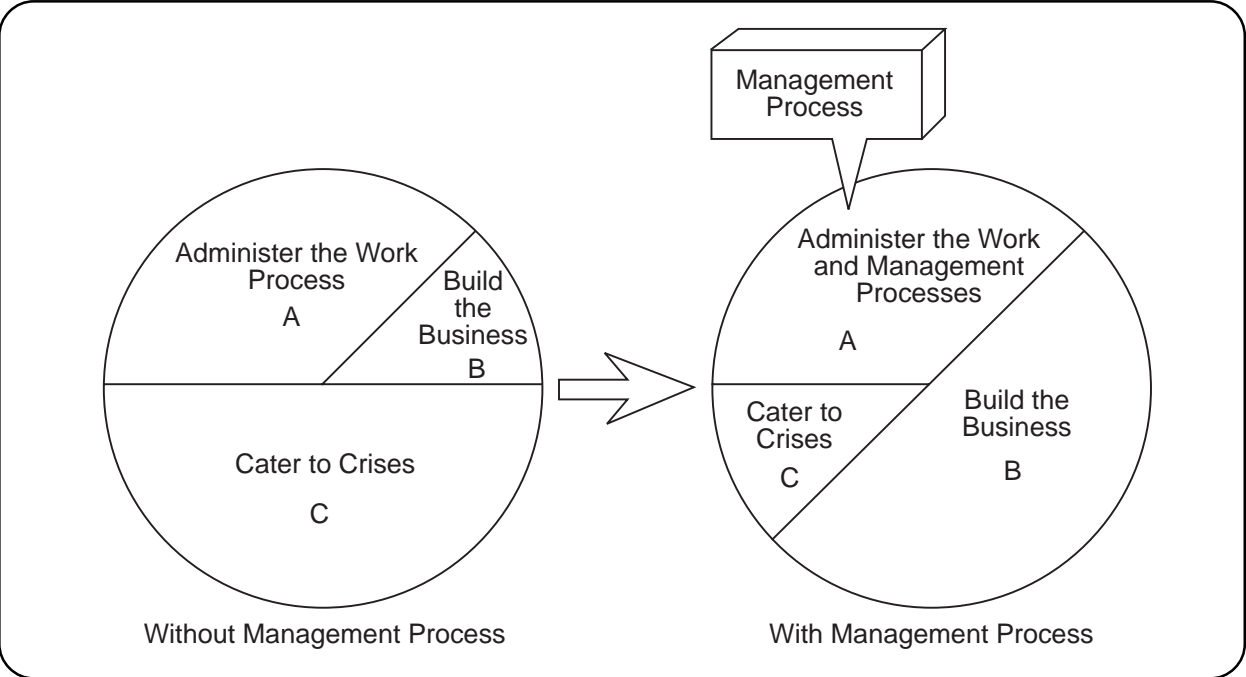 Management
Process
Administer the Work
Process
A
Build
the
Business
B
Cater to Crises
C
Without Management Process
Administer the Work
and Management
Processes
A
Cater to
Crises
C
Build the
Business
B
With Management Process